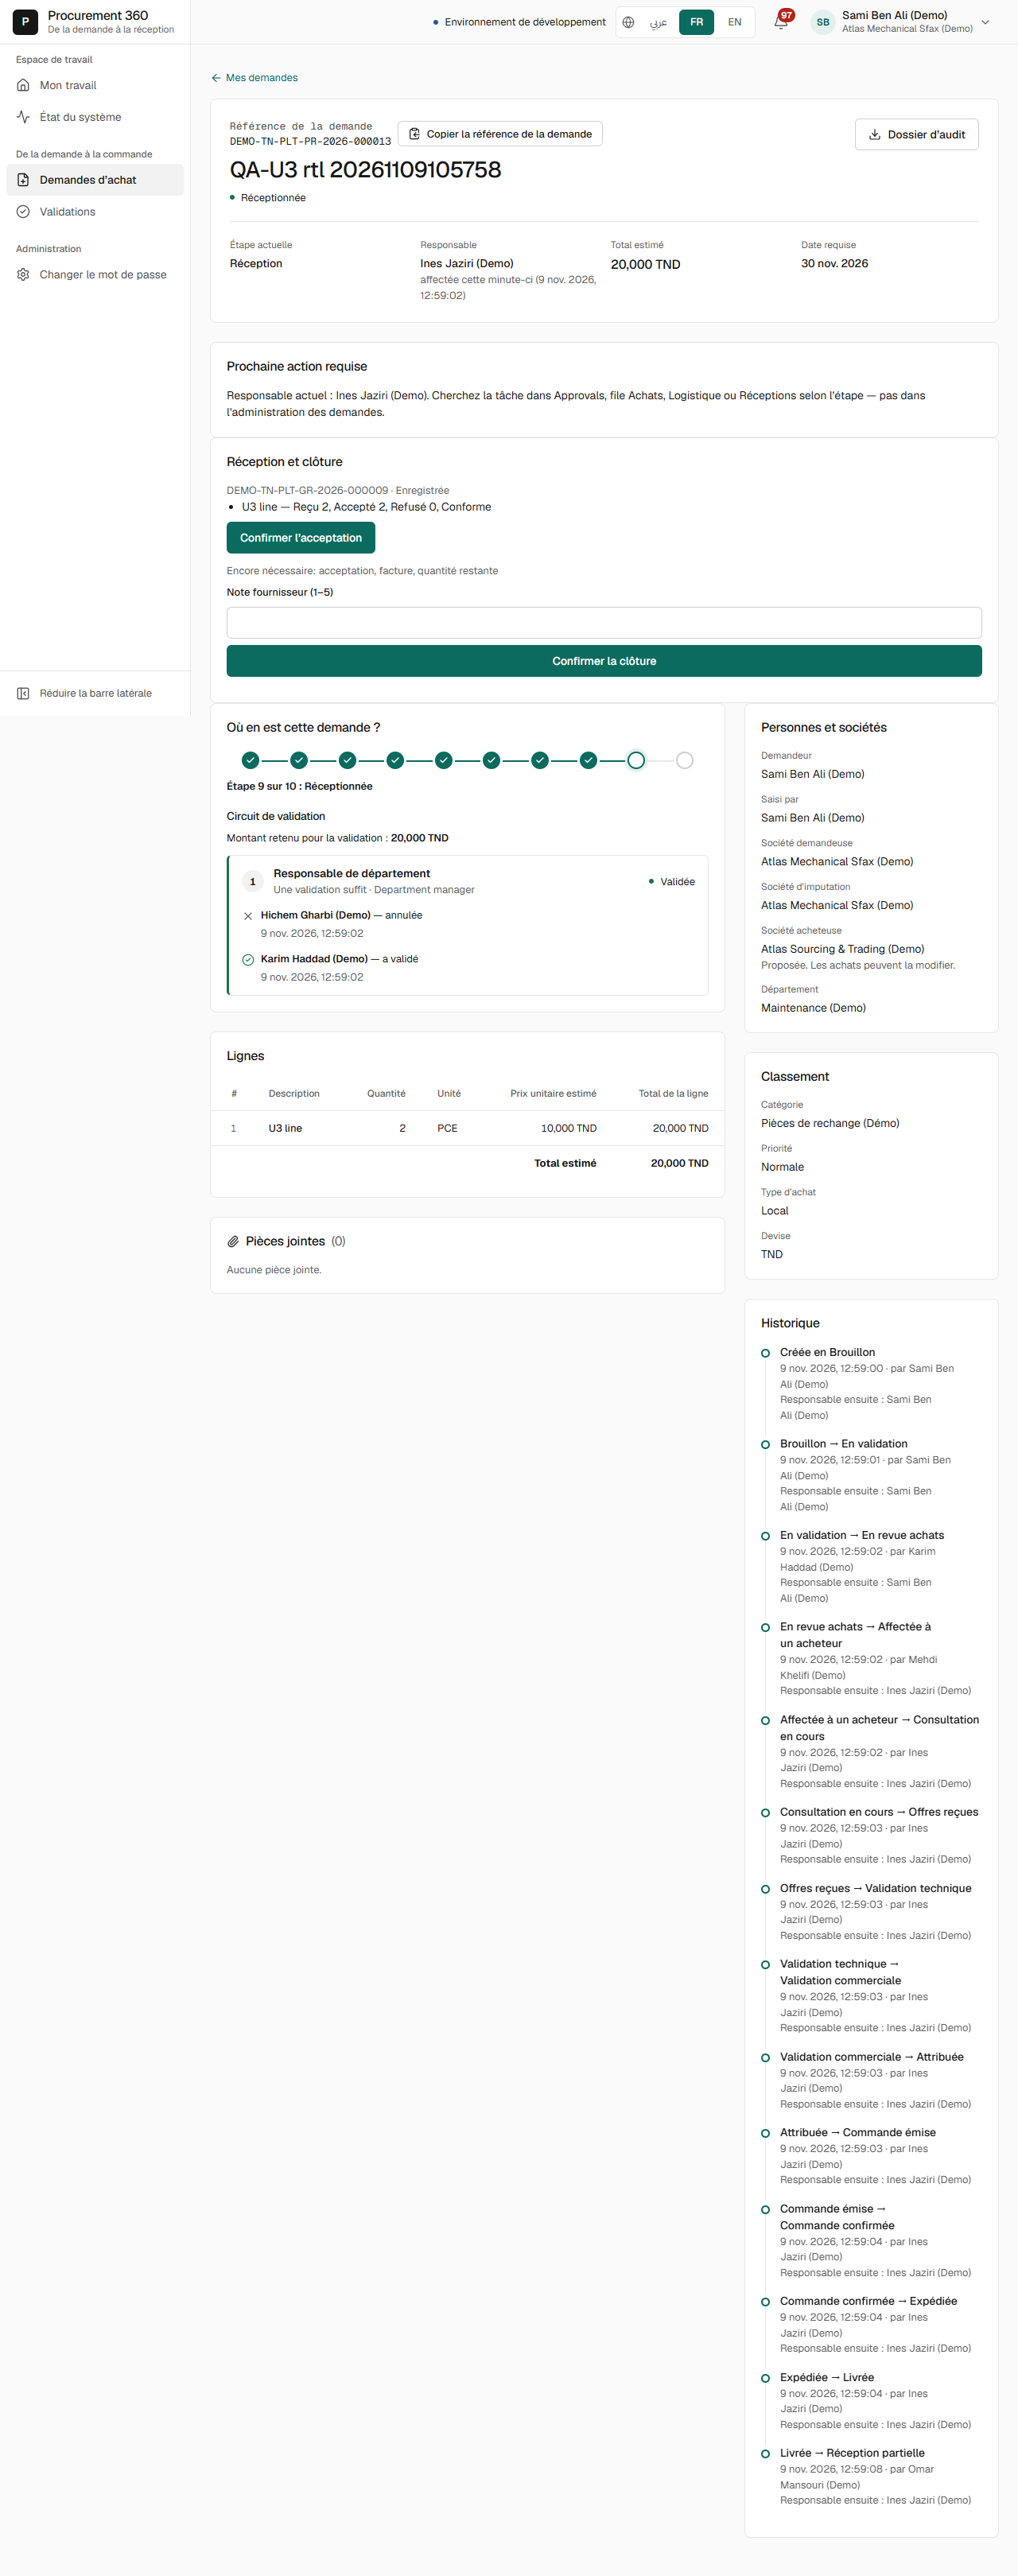 P
Procurement 360
De la demande à la réception
Environnement de développement
عربي
FR
EN
97
SB
Sami Ben Ali (Demo)
Atlas Mechanical Sfax (Demo)
Espace de travail
Mon travail
État du système
De la demande à la commande
Demandes d'achat
Validations
Administration
Changer le mot de passe
Réduire la barre latérale
Mes demandes
Référence de la demande
DEMO-TN-PLT-PR-2026-000013
Copier la référence de la demande
Dossier d'audit
QA-U3 rtl 20261109105758
Réceptionnée
Étape actuelle
Réception
Responsable
Ines Jaziri (Demo)
affectée cette minute-ci (9 nov. 2026,
12:59:02)
Total estimé
20,000 TND
Date requise
30 nov. 2026
Prochaine action requise
Responsable actuel : Ines Jaziri (Demo). Cherchez la tâche dans Approvals, file Achats, Logistique ou Réceptions selon l'étape — pas dans
l'administration des demandes.
Réception et clôture
DEMO-TN-PLT-GR-2026-000009 · Enregistrée
U3 line — Reçu 2, Accepté 2, Refusé 0, Conforme
Confirmer l'acceptation
Encore nécessaire: acceptation, facture, quantité restante
Note fournisseur (1–5)
Confirmer la clôture
Où en est cette demande ?
Étape 9 sur 10 : Réceptionnée
Circuit de validation
Montant retenu pour la validation : 20,000 TND
1
Responsable de département
Une validation suffit · Department manager
Validée
Hichem Gharbi (Demo) — annulée
9 nov. 2026, 12:59:02
Karim Haddad (Demo) — a validé
9 nov. 2026, 12:59:02
Lignes
# Description Quantité Unité Prix unitaire estimé Total de la ligne
1 U3 line 2 PCE 10,000 TND 20,000 TND
Total estimé 20,000 TND
Pièces jointes (0)
Aucune pièce jointe.
Personnes et sociétés
Demandeur
Sami Ben Ali (Demo)
Saisi par
Sami Ben Ali (Demo)
Société demandeuse
Atlas Mechanical Sfax (Demo)
Société d'imputation
Atlas Mechanical Sfax (Demo)
Société acheteuse
Atlas Sourcing & Trading (Demo)
Proposée. Les achats peuvent la modifier.
Département
Maintenance (Demo)
Classement
Catégorie
Pièces de rechange (Démo)
Priorité
Normale
Type d'achat
Local
Devise
TND
Historique
Créée en Brouillon
9 nov. 2026, 12:59:00 · par Sami Ben
Ali (Demo)
Responsable ensuite : Sami Ben
Ali (Demo)
Brouillon → En validation
9 nov. 2026, 12:59:01 · par Sami Ben
Ali (Demo)
Responsable ensuite : Sami Ben
Ali (Demo)
En validation → En revue achats
9 nov. 2026, 12:59:02 · par Karim
Haddad (Demo)
Responsable ensuite : Sami Ben
Ali (Demo)
En revue achats → Affectée à
un acheteur
9 nov. 2026, 12:59:02 · par Mehdi
Khelifi (Demo)
Responsable ensuite : Ines Jaziri (Demo)
Affectée à un acheteur → Consultation
en cours
9 nov. 2026, 12:59:02 · par Ines
Jaziri (Demo)
Responsable ensuite : Ines Jaziri (Demo)
Consultation en cours → Offres reçues
9 nov. 2026, 12:59:03 · par Ines
Jaziri (Demo)
Responsable ensuite : Ines Jaziri (Demo)
Offres reçues → Validation technique
9 nov. 2026, 12:59:03 · par Ines
Jaziri (Demo)
Responsable ensuite : Ines Jaziri (Demo)
Validation technique →
Validation commerciale
9 nov. 2026, 12:59:03 · par Ines
Jaziri (Demo)
Responsable ensuite : Ines Jaziri (Demo)
Validation commerciale → Attribuée
9 nov. 2026, 12:59:03 · par Ines
Jaziri (Demo)
Responsable ensuite : Ines Jaziri (Demo)
Attribuée → Commande émise
9 nov. 2026, 12:59:03 · par Ines
Jaziri (Demo)
Responsable ensuite : Ines Jaziri (Demo)
Commande émise →
Commande confirmée
9 nov. 2026, 12:59:04 · par Ines
Jaziri (Demo)
Responsable ensuite : Ines Jaziri (Demo)
Commande confirmée → Expédiée
9 nov. 2026, 12:59:04 · par Ines
Jaziri (Demo)
Responsable ensuite : Ines Jaziri (Demo)
Expédiée → Livrée
9 nov. 2026, 12:59:04 · par Ines
Jaziri (Demo)
Responsable ensuite : Ines Jaziri (Demo)
Livrée → Réception partielle
9 nov. 2026, 12:59:08 · par Omar
Mansouri (Demo)
Responsable ensuite : Ines Jaziri (Demo)